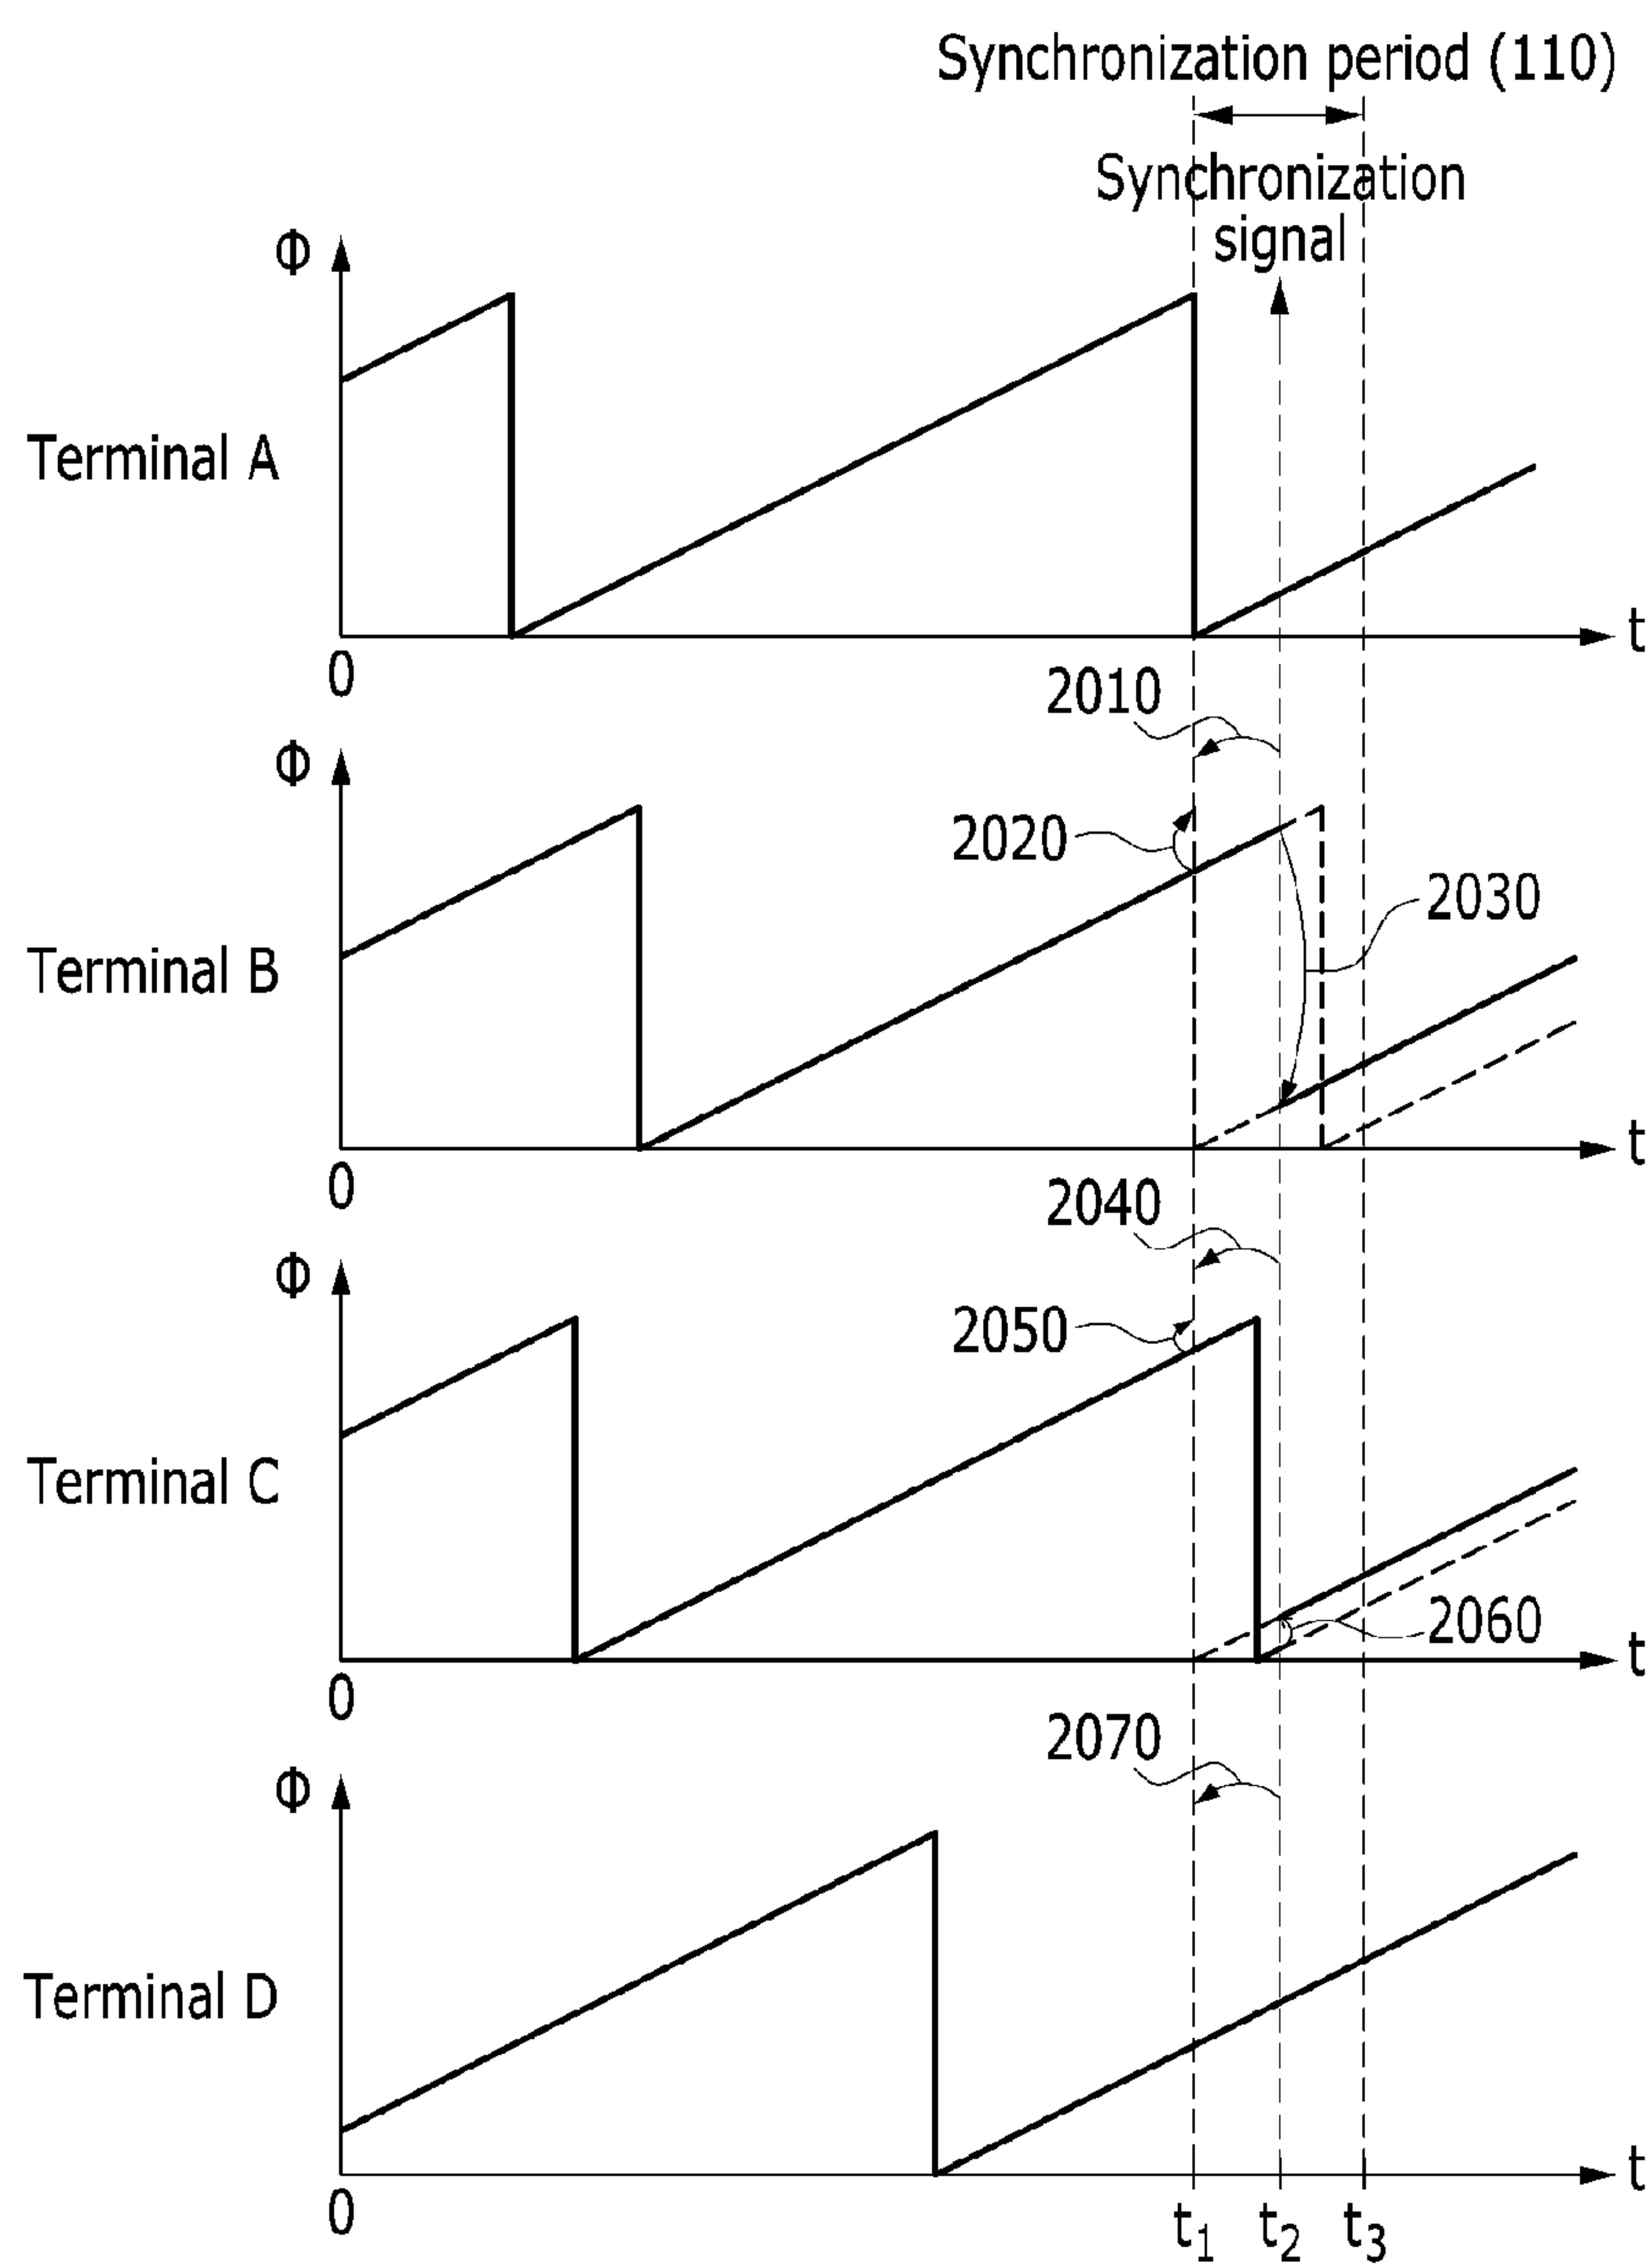 Synchronization period (110)
Synchronization
signal
Φ
Terminal A
t
0
2010
Φ
2020
2030
Terminal B
t
0
2040
Φ
2050
Terminal C
2060
t
0
2070
Φ
Terminal D
t
0
t1 t2 t3